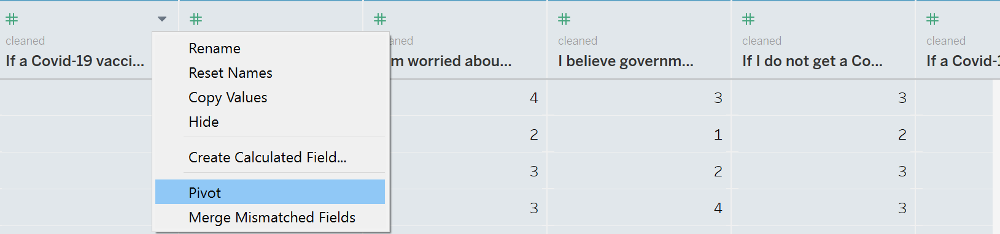 cleaned
If a Covid-19 vacci...
Rename
Reset Names
Copy Values
Hide
Create Calculated Field...
Pivot
Merge Mismatched Fields
aned
m worried abou...
cleaned
I believe governm...
cleaned
If I do not get a Co...
cleaned
If a Covid-1
4 3 3
2 1 2
3 2 3
3 4 3